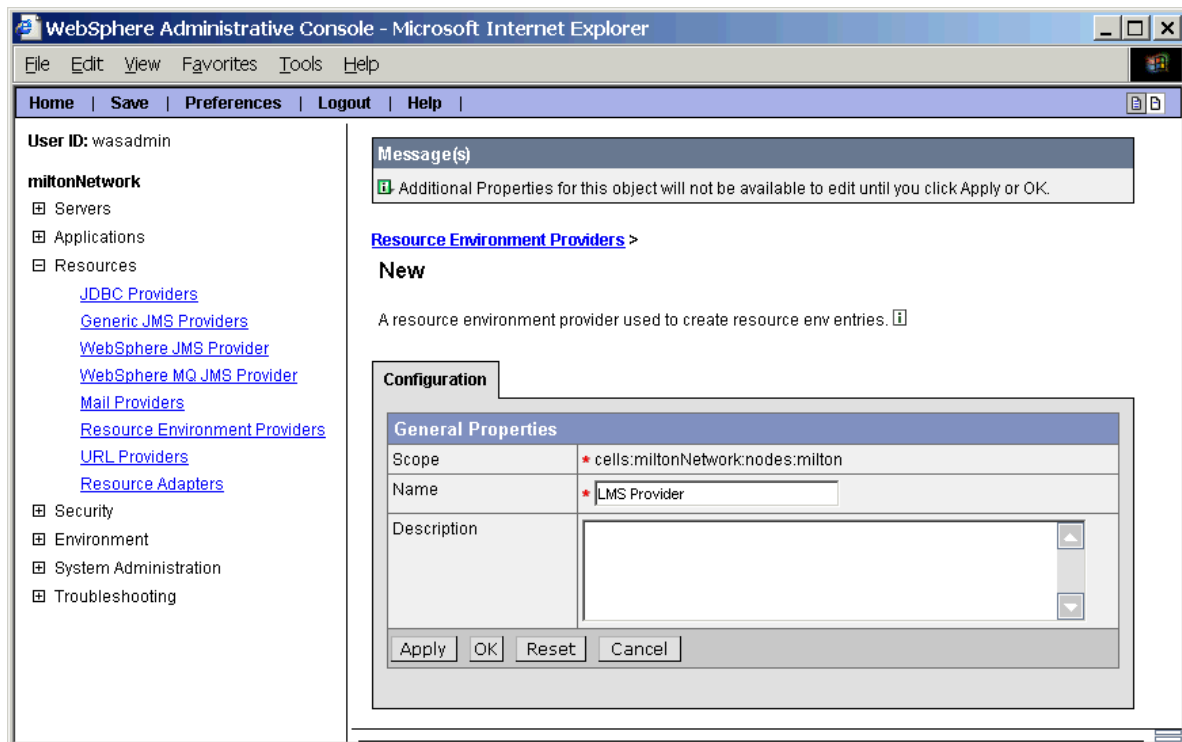 WebSphere Administrative Console - Microsoft Internet Explorer
File Edit View Favorites Tools Help
Home | Save | Preferences | Logout | Help |
User ID: wasadmin
miltonNetwork
Servers
Applications
Resources
JDBC Providers
Generic JMS Providers
WebSphere JMS Provider
WebSphere MQ JMS Provider
Mail Providers
Resource Environment Providers
URL Providers
Resource Adapters
Security
Environment
System Administration
Troubleshooting
Message(s)
Additional Properties for this object will not be available to edit until you click Apply or OK.
Resource Environment Providers >
New
A resource environment provider used to create resource env entries.
Configuration
General Properties
Scope * cells:miltonNetwork:nodes:milton
Name * LMS Provider
Description
Apply OK Reset Cancel